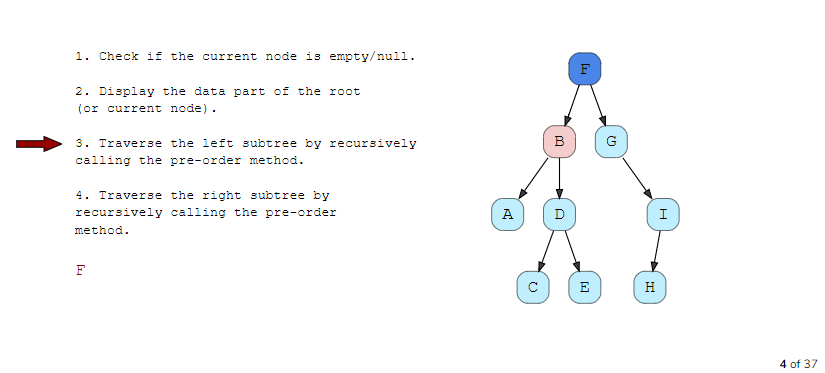 1. Check if the current node is empty/null.
2. Display the data part of the root
(or current node).
3. Traverse the left subtree by recursively
calling the pre-order method.
4. Traverse the right subtree by
recursively calling the pre-order
method.
F
F
B G
A D I
C E H
4 of 37